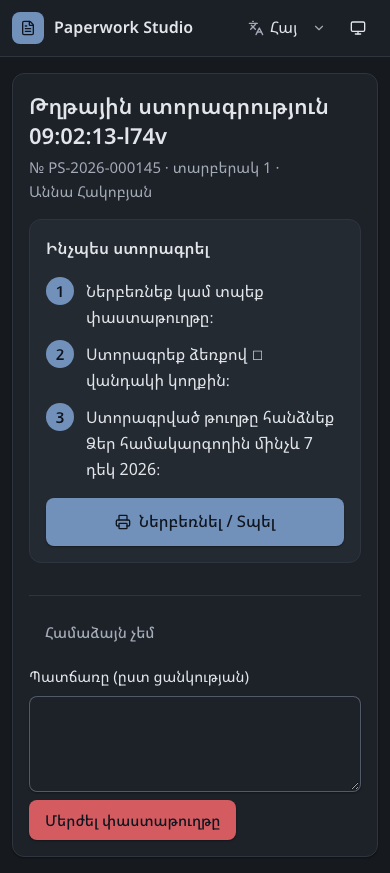 Paperwork Studio
Հայ
Թղթային ստորագրություն
09:02:13-l74v
№ PS-2026-000145 · տարբերակ 1 ·
Աննա Հակոբյան
Ինչպես ստորագրել
1 Ներբեռնեք կամ տպեք
փաստաթուղթը։
2 Ստորագրեք ձեռքով □
վանդակի կողքին։
3 Ստորագրված թուղթը հանձնեք
Ձեր համակարգողին մինչև 7
դեկ 2026։
Ներբեռնել / Տպել
Համաձայն չեմ
Պատճառը (ըստ ցանկության)
Մերժել փաստաթուղթը